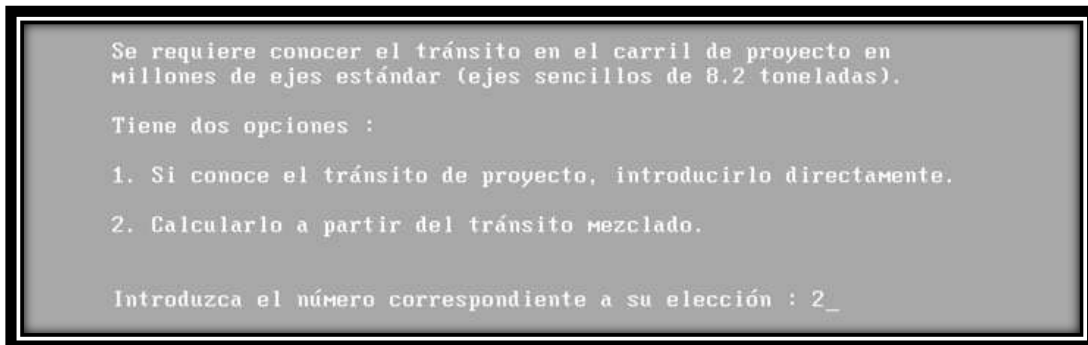 Se requiere conocer el tránsito en el carril de proyecto en
millones de ejes estándar (ejes sencillos de 8.2 toneladas).
Tiene dos opciones :
1. Si conoce el tránsito de proyecto, introducirlo directamente.
2. Calcularlo a partir del tránsito mezclado.
Introduzca el número correspondiente a su elección : 2_